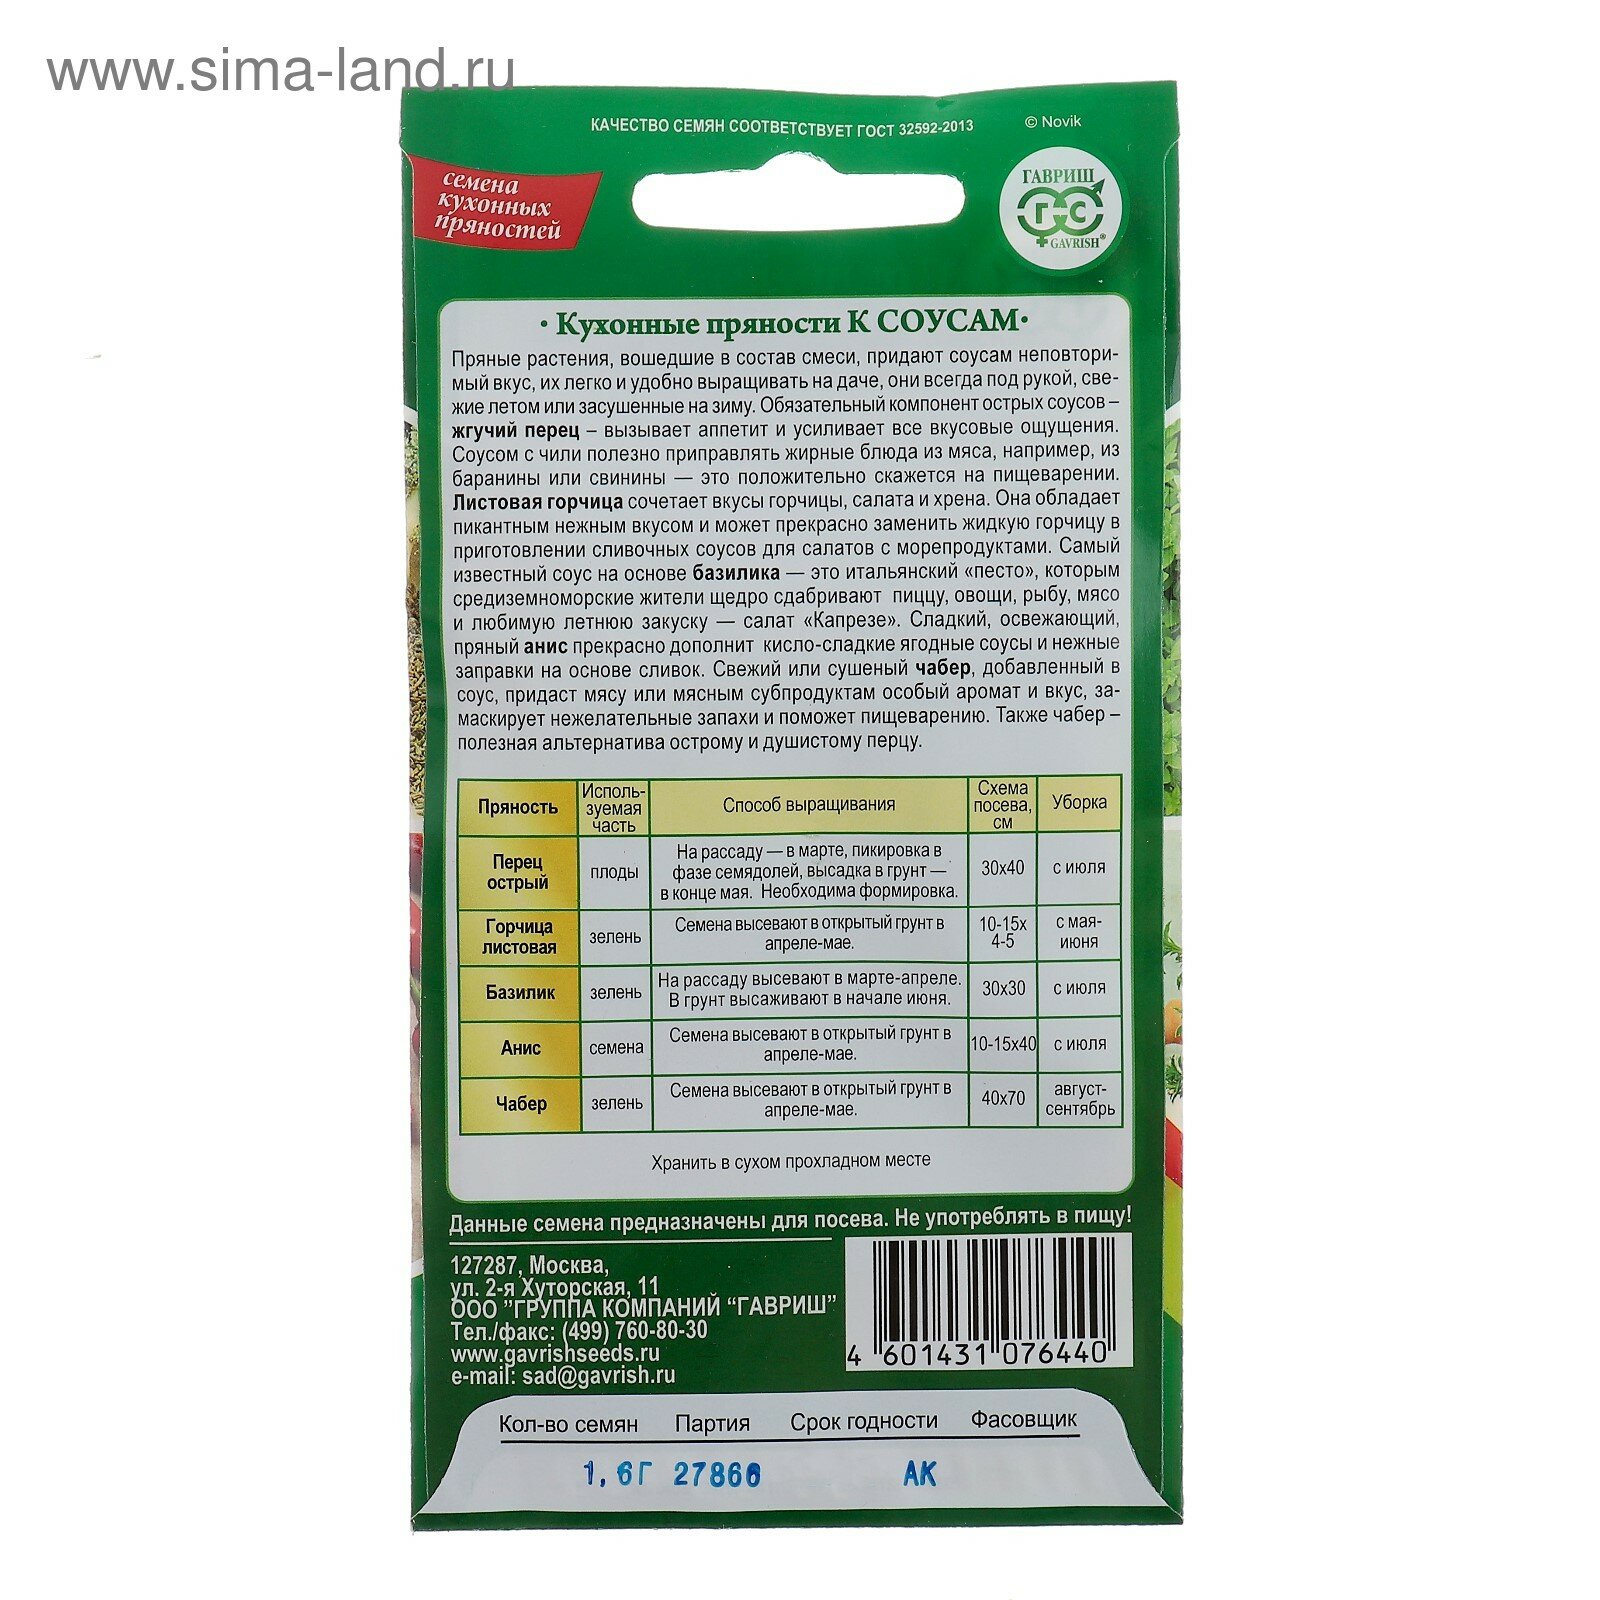 www.sima-land.ru
КАЧЕСТВО СЕМЯН СООТВЕТСТВУЕТ ГОСТ 32592-2013
© Novik
семена
кухонных
пряностей
ГАВРИШ
Г С
GAVRISH®
· Кухонные пряности К СОУСАМ·
Пряные растения, вошедшие в состав смеси, придают соусам неповтори-
мый вкус, их легко и удобно выращивать на даче, они всегда под рукой, све-
жие летом или засушенные на зиму. Обязательный компонент острых соусов –
жгучий перец – вызывает аппетит и усиливает все вкусовые ощущения.
Соусом с чили полезно приправлять жирные блюда из мяса, например, из
баранины или свинины — это положительно скажется на пищеварении.
Листовая горчица сочетает вкусы горчицы, салата и хрена. Она обладает
пикантным нежным вкусом и может прекрасно заменить жидкую горчицу в
приготовлении сливочных соусов для салатов с морепродуктами. Самый
известный соус на основе базилика — это итальянский «песто», которым
средиземноморские жители щедро сдабривают пиццу, овощи, рыбу, мясо
и любимую летнюю закуску — салат «Капрезе». Сладкий, освежающий,
пряный анис прекрасно дополнит кисло-сладкие ягодные соусы и нежные
заправки на основе сливок. Свежий или сушеный чабер, добавленный в
соус, придаст мясу или мясным субпродуктам особый аромат и вкус, за-
маскирует нежелательные запахи и поможет пищеварению. Также чабер –
полезная альтернатива острому и душистому перцу.
Пряность
Исполь-
зуемая
часть
Способ выращивания
Схема
посева,
см
Уборка
Перец
острый
плоды
На рассаду — в марте, пикировка в
фазе семядолей, высадка в грунт —
в конце мая. Необходима формировка.
30х40
с июля
Горчица
листовая
зелень
Семена высевают в открытый грунт в
апреле-мае.
10-15х
4-5
с мая-
июня
Базилик
зелень
На рассаду высевают в марте-апреле.
В грунт высаживают в начале июня.
30х30
с июля
Анис
семена
Семена высевают в открытый грунт в
апреле-мае.
10-15х40
с июля
Чабер
зелень
Семена высевают в открытый грунт в
апреле-мае.
40х70
август-
сентябрь
Хранить в сухом прохладном месте
Данные семена предназначены для посева. Не употреблять в пищу!
127287, Москва,
ул. 2-я Хуторская, 11
ООО "ГРУППА КОМПАНИЙ "ГАВРИШ"
Тел./факс: (499) 760-80-30
www.gavrishseeds.ru
e-mail: sad@gavrish.ru
4 601431 076440
Кол-во семян Партия Срок годности Фасовщик
1,6Г 27866 АК